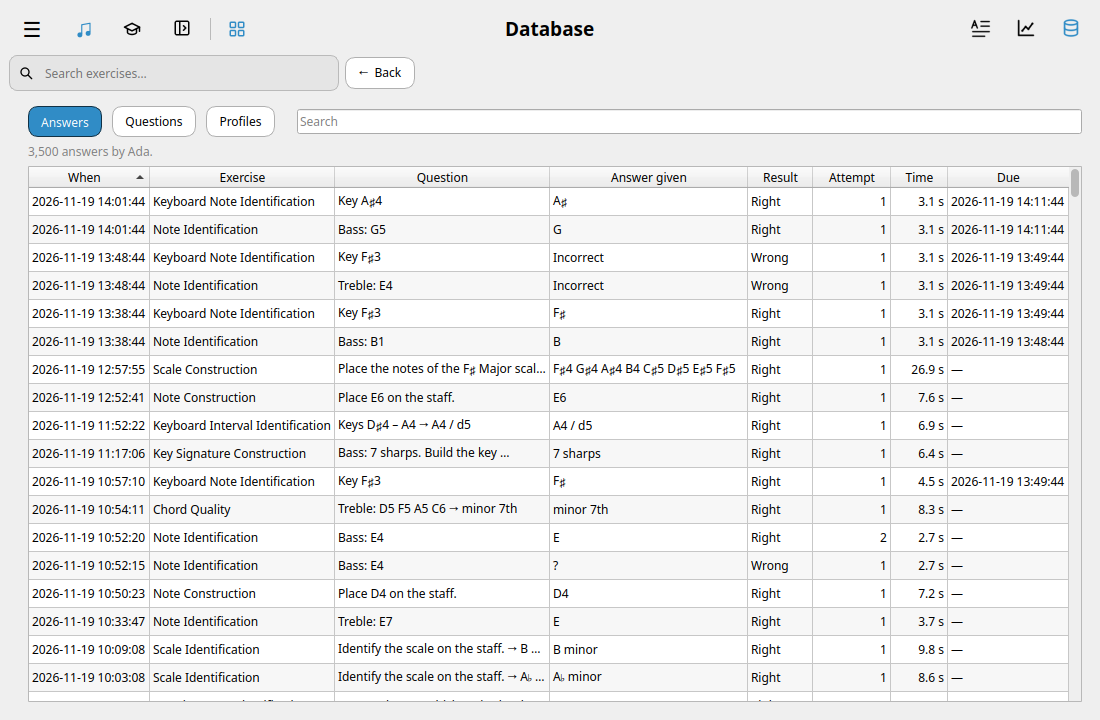 Database
Search exercises...
← Back
Answers Questions Profiles Search
3,500 answers by Ada.
When Exercise Question Answer given Result Attempt Time Due
2026-11-19 14:01:44 Keyboard Note Identification Key A♯4 A♯ Right 1 3.1 s 2026-11-19 14:11:44
2026-11-19 14:01:44 Note Identification Bass: G5 G Right 1 3.1 s 2026-11-19 14:11:44
2026-11-19 13:48:44 Keyboard Note Identification Key F♯3 Incorrect Wrong 1 3.1 s 2026-11-19 13:49:44
2026-11-19 13:48:44 Note Identification Treble: E4 Incorrect Wrong 1 3.1 s 2026-11-19 13:49:44
2026-11-19 13:38:44 Keyboard Note Identification Key F♯3 F♯ Right 1 3.1 s 2026-11-19 13:49:44
2026-11-19 13:38:44 Note Identification Bass: B1 B Right 1 3.1 s 2026-11-19 13:48:44
2026-11-19 12:57:55 Scale Construction Place the notes of the F♯ Major scal... F♯4 G♯4 A♯4 B4 C♯5 D♯5 E♯5 F♯5 Right 1 26.9 s —
2026-11-19 12:52:41 Note Construction Place E6 on the staff. E6 Right 1 7.6 s —
2026-11-19 11:52:22 Keyboard Interval Identification Keys D♯4 – A4 → A4 / d5 A4 / d5 Right 1 6.9 s —
2026-11-19 11:17:06 Key Signature Construction Bass: 7 sharps. Build the key ... 7 sharps Right 1 6.4 s —
2026-11-19 10:57:10 Keyboard Note Identification Key F♯3 F♯ Right 1 4.5 s 2026-11-19 13:49:44
2026-11-19 10:54:11 Chord Quality Treble: D5 F5 A5 C6 → minor 7th minor 7th Right 1 8.3 s —
2026-11-19 10:52:20 Note Identification Bass: E4 E Right 2 2.7 s —
2026-11-19 10:52:15 Note Identification Bass: E4 ? Wrong 1 2.7 s —
2026-11-19 10:50:23 Note Construction Place D4 on the staff. D4 Right 1 7.2 s —
2026-11-19 10:33:47 Note Identification Treble: E7 E Right 1 3.7 s —
2026-11-19 10:09:08 Scale Identification Identify the scale on the staff. → B ... B minor Right 1 9.8 s —
2026-11-19 10:03:08 Scale Identification Identify the scale on the staff. → A♭ ... A♭ minor Right 1 8.6 s —